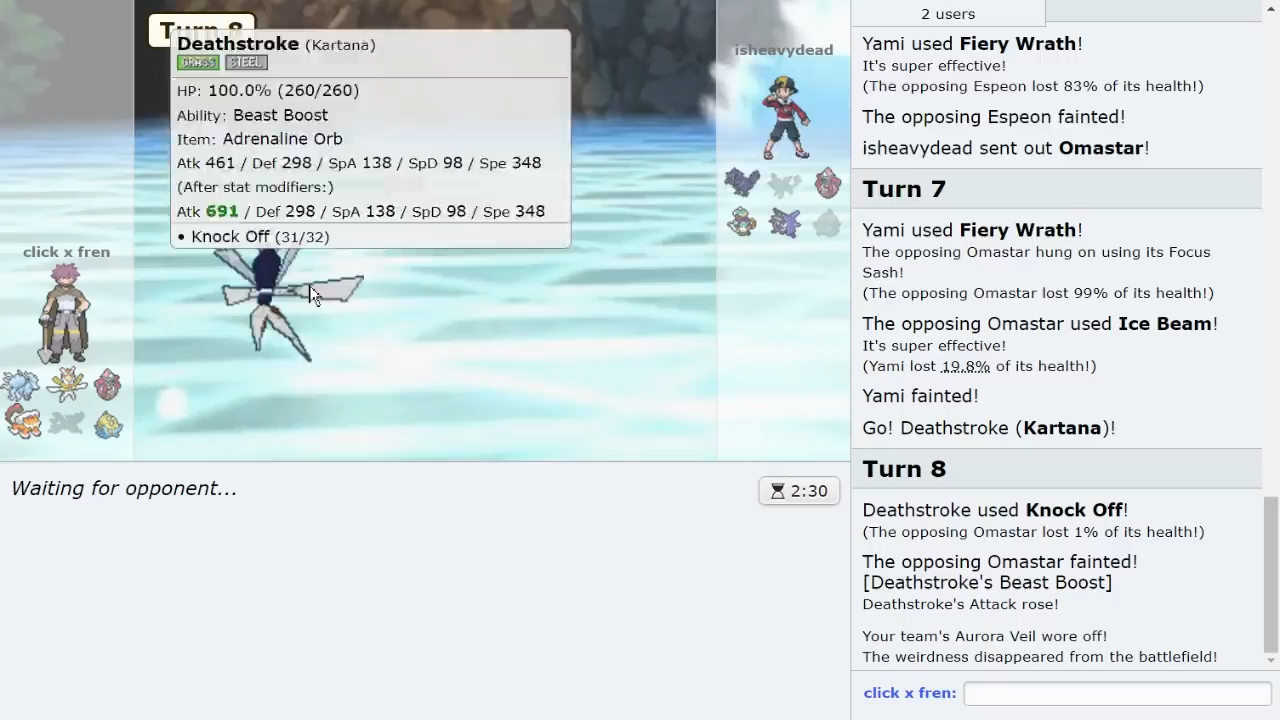 Turn 8
Deathstroke (Kartana)
GRASS STEEL
HP: 100.0% (260/260)
Ability: Beast Boost
Item: Adrenaline Orb
Atk 461 / Def 298 / SpA 138 / SpD 98 / Spe 348
(After stat modifiers:)
Atk 691 / Def 298 / SpA 138 / SpD 98 / Spe 348
• Knock Off (31/32)
isheavydead
click x fren
Waiting for opponent...
2:30
2 users
Yami used Fiery Wrath!
It's super effective!
(The opposing Espeon lost 83% of its health!)
The opposing Espeon fainted!
isheavydead sent out Omastar!
Turn 7
Yami used Fiery Wrath!
The opposing Omastar hung on using its Focus
Sash!
(The opposing Omastar lost 99% of its health!)
The opposing Omastar used Ice Beam!
It's super effective!
(Yami lost 19.8% of its health!)
Yami fainted!
Go! Deathstroke (Kartana)!
Turn 8
Deathstroke used Knock Off!
(The opposing Omastar lost 1% of its health!)
The opposing Omastar fainted!
[Deathstroke's Beast Boost]
Deathstroke's Attack rose!
Your team's Aurora Veil wore off!
The weirdness disappeared from the battlefield!
click x fren: